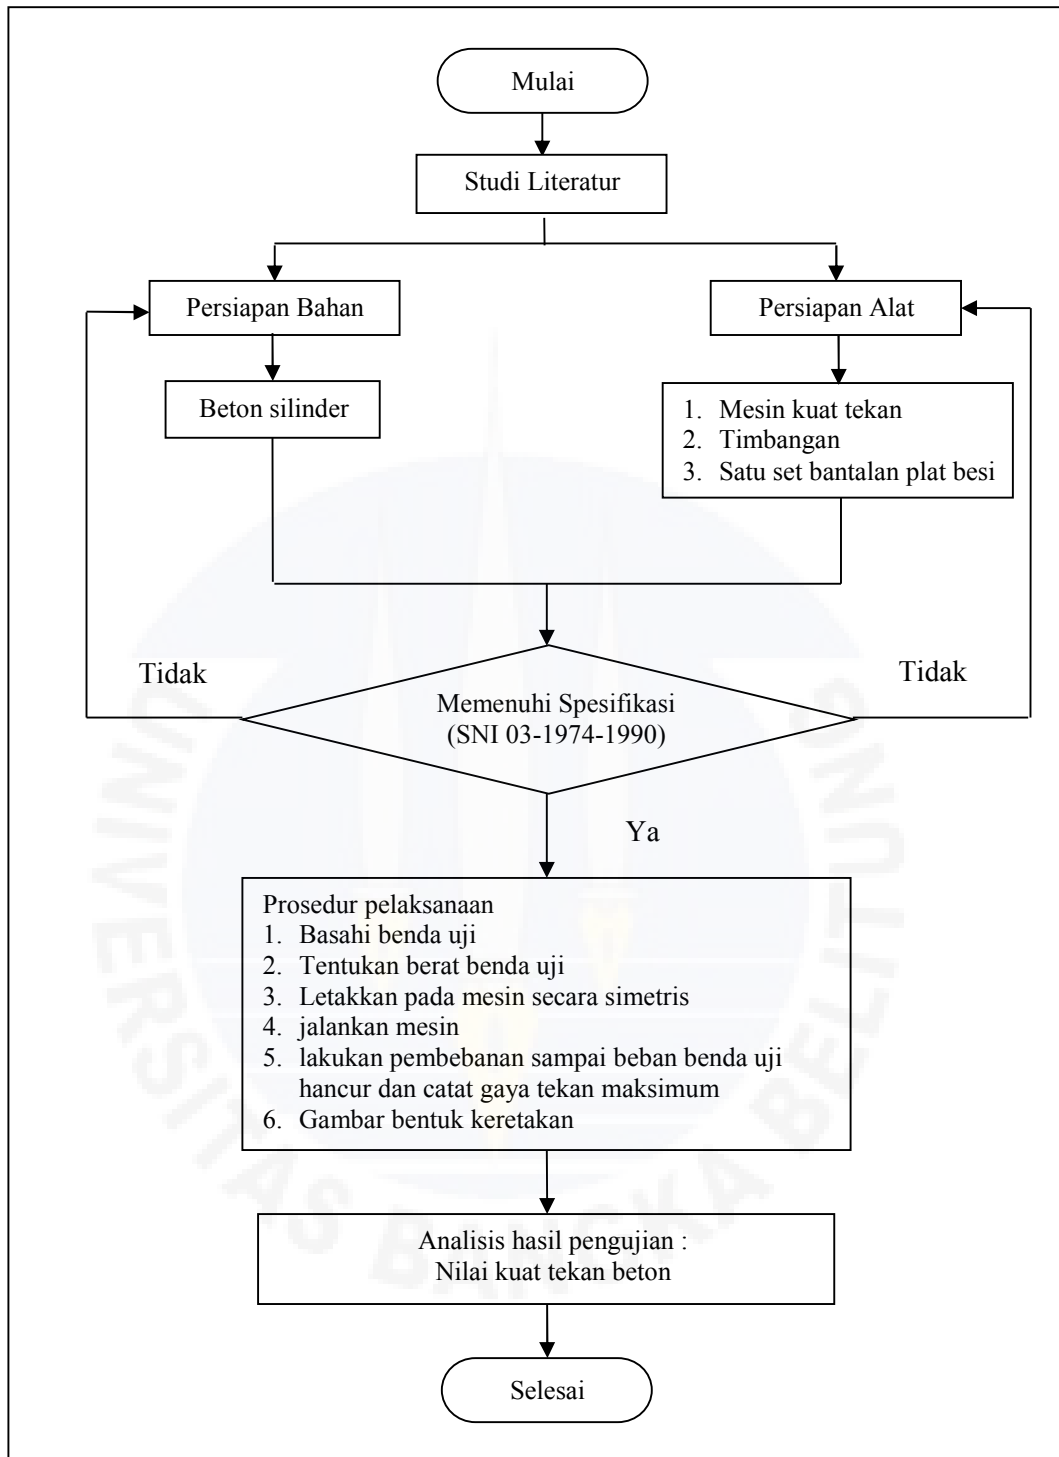 Mulai
Studi Literatur
Persiapan Bahan
Persiapan Alat
Beton silinder
1. Mesin kuat tekan
2. Timbangan
3. Satu set bantalan plat besi
Tidak
Tidak
Memenuhi Spesifikasi
(SNI 03-1974-1990)
Ya
Prosedur pelaksanaan
1. Basahi benda uji
2. Tentukan berat benda uji
3. Letakkan pada mesin secara simetris
4. jalankan mesin
5. lakukan pembebanan sampai beban benda uji
hancur dan catat gaya tekan maksimum
6. Gambar bentuk keretakan
Analisis hasil pengujian :
Nilai kuat tekan beton
Selesai
UNIVERSITAS BANGKA BELITUNG